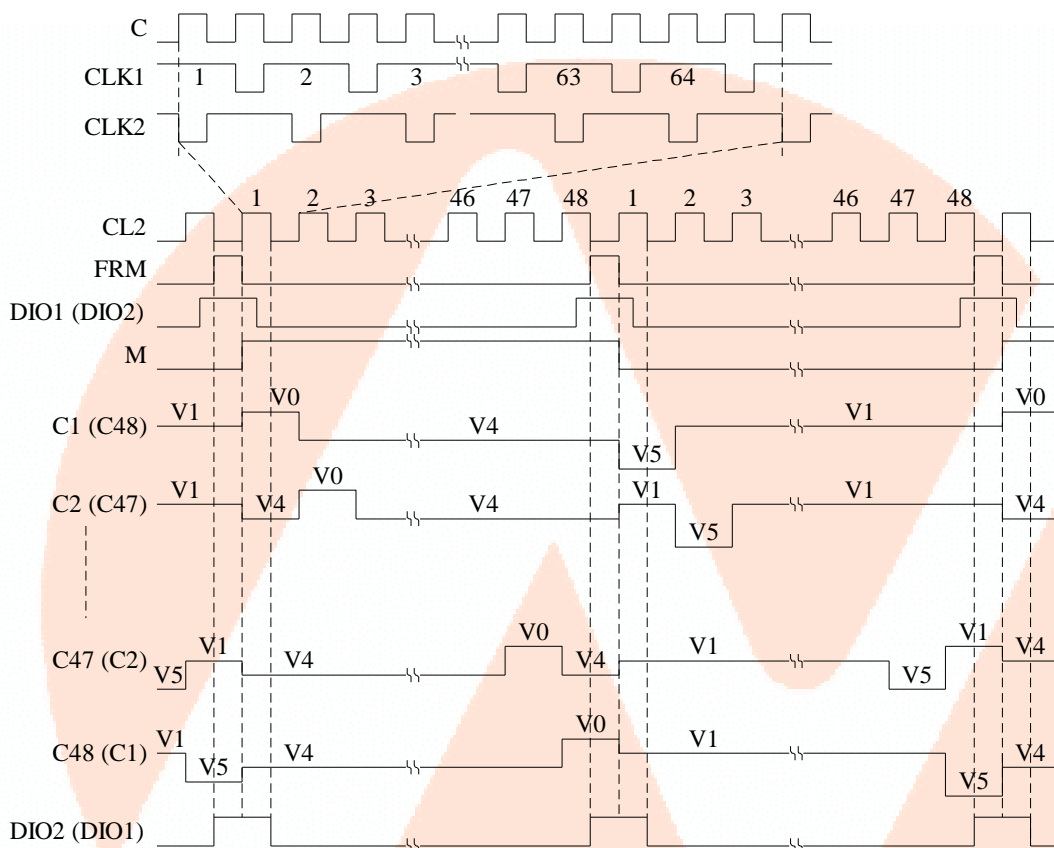 C
CLK1 1 2 3 63 64
CLK2
1 2 3 46 47 48 1 2 3 46 47 48
CL2
FRM
DIO1 (DIO2)
M
V1 V0 V4 V5 V1 V0
C1 (C48)
V1 V4 V0 V4 V1 V5 V1 V4
C2 (C47)
V5 V1 V4 V0 V4 V1 V5 V1 V4
C47 (C2)
V1 V5 V4 V0 V1 V5 V4
C48 (C1)
DIO2 (DIO1)